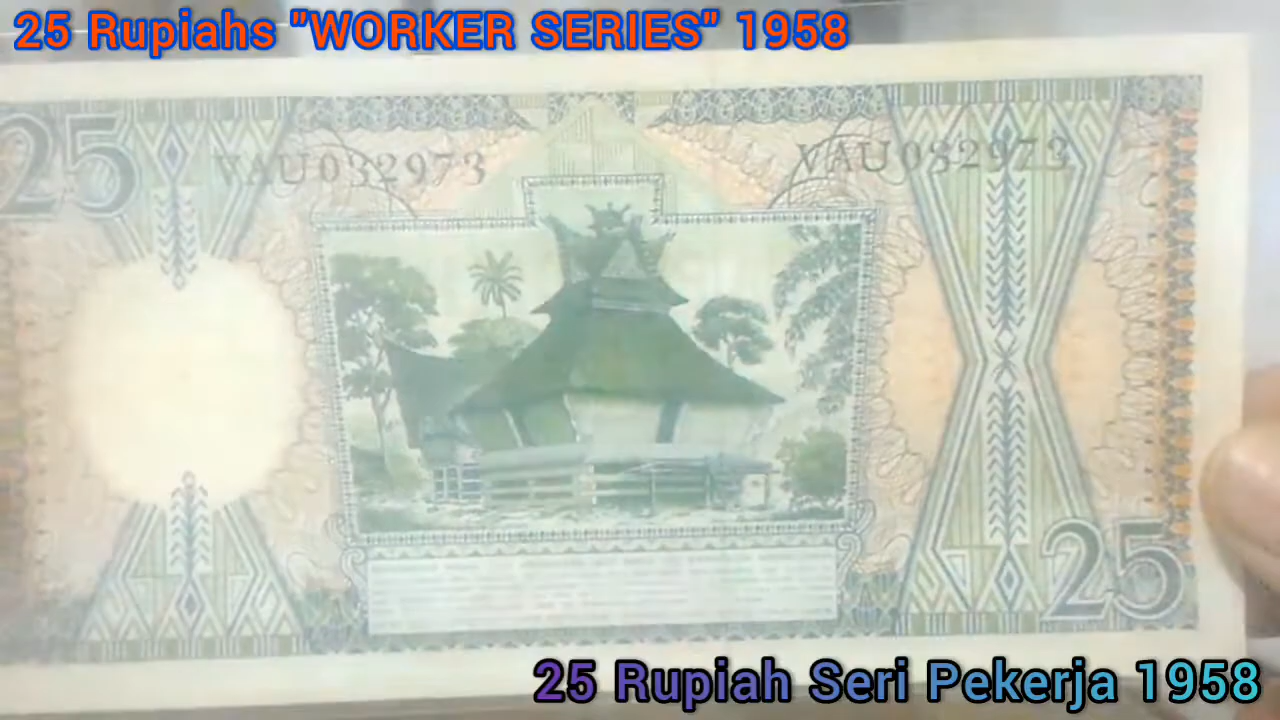 25 Rupiahs "WORKER SERIES" 1958
25
VAU032973 VAU032973
25
25 Rupiah Seri Pekerja 1958